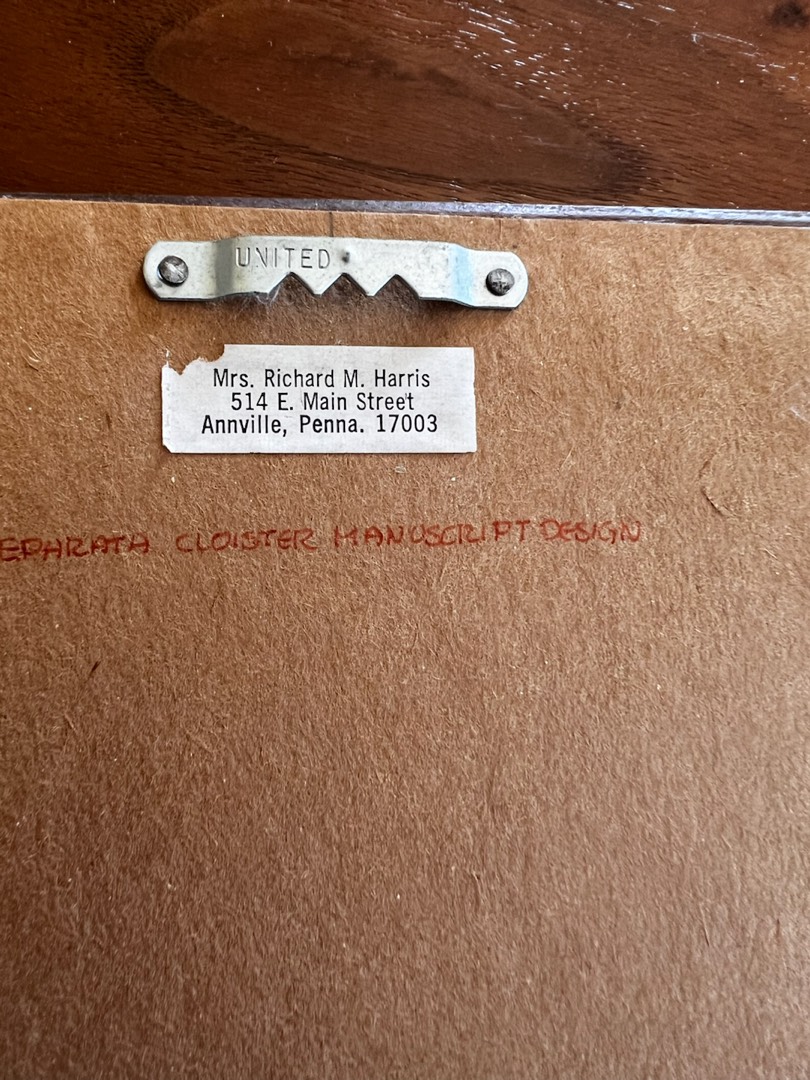 UNITED
Mrs. Richard M. Harris
514 E. Main Street
Annville, Penna. 17003
EPHRATA CLOISTER MANUSCRIPT DESIGN